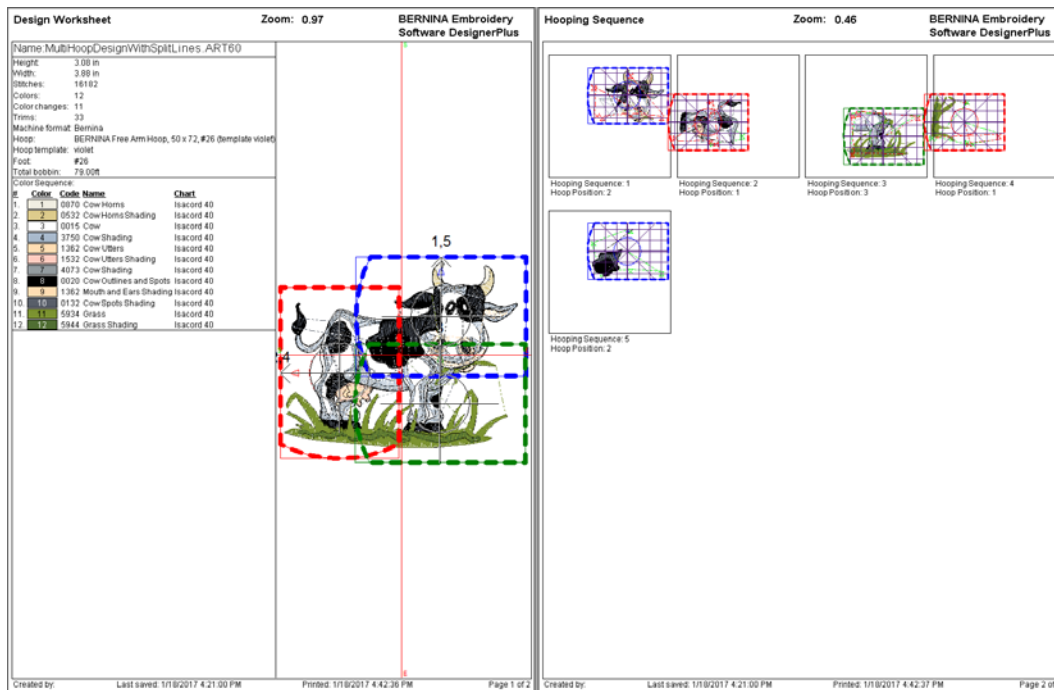 Design Worksheet Zoom: 0.97 BERNINA Embroidery
Software DesignerPlus
Name:MultiHoopDesignWithSplitLines.ART60
Height: 3.08 in
Width: 3.88 in
Stitches: 16182
Colors: 12
Color changes: 11
Trims: 33
Machine format: Bernina
Hoop: BERNINA Free Arm Hoop, 50 x 72, #26 (template violet)
Hoop template: violet
Foot: #26
Total bobbin: 79.00ft
Color Sequence:
# Color Code Name Chart
1. 1 0870 Cow Horns Isacord 40
2. 2 0532 Cow Horns Shading Isacord 40
3. 3 0015 Cow Isacord 40
4. 4 3750 Cow Shading Isacord 40
5. 5 1362 Cow Utters Isacord 40
6. 6 1532 Cow Utters Shading Isacord 40
7. 7 4073 Cow Shading Isacord 40
8. 8 0020 Cow Outlines and Spots Isacord 40
9. 9 1362 Mouth and Ears Shading Isacord 40
10. 10 0132 Cow Spots Shading Isacord 40
11. 11 5934 Grass Isacord 40
12. 12 5944 Grass Shading Isacord 40
1,5
4
Created by: Last saved: 1/18/2017 4:21:00 PM Printed: 1/18/2017 4:42:36 PM Page 1 of 2
Hooping Sequence Zoom: 0.46 BERNINA Embroidery
Software DesignerPlus
Hooping Sequence: 1
Hoop Position: 2
Hooping Sequence: 2
Hoop Position: 1
Hooping Sequence: 3
Hoop Position: 3
Hooping Sequence: 4
Hoop Position: 1
Hooping Sequence: 5
Hoop Position: 2
Created by: Last saved: 1/18/2017 4:21:00 PM Printed: 1/18/2017 4:42:37 PM Page 2 of